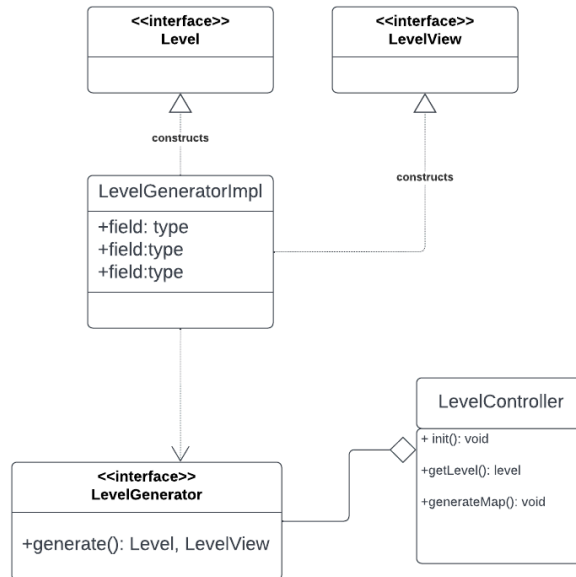 <<interface>>
Level
<<interface>>
LevelView
constructs
constructs
LevelGeneratorImpl
+field: type
+field:type
+field:type
LevelController
+ init(): void
+getLevel(): level
+generateMap(): void
<<interface>>
LevelGenerator
+generate(): Level, LevelView